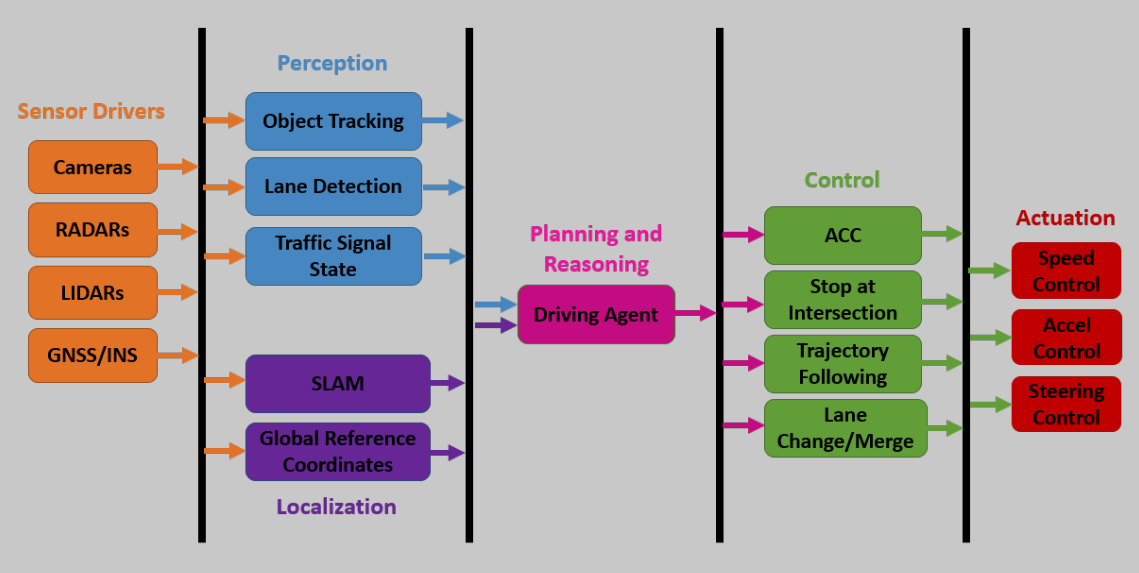 Sensor Drivers
Cameras
RADARs
LIDARs
GNSS/INS
Perception
Object Tracking
Lane Detection
Traffic Signal
State
SLAM
Global Reference
Coordinates
Localization
Planning and
Reasoning
Driving Agent
Control
ACC
Stop at
Intersection
Trajectory
Following
Lane
Change/Merge
Actuation
Speed
Control
Accel
Control
Steering
Control